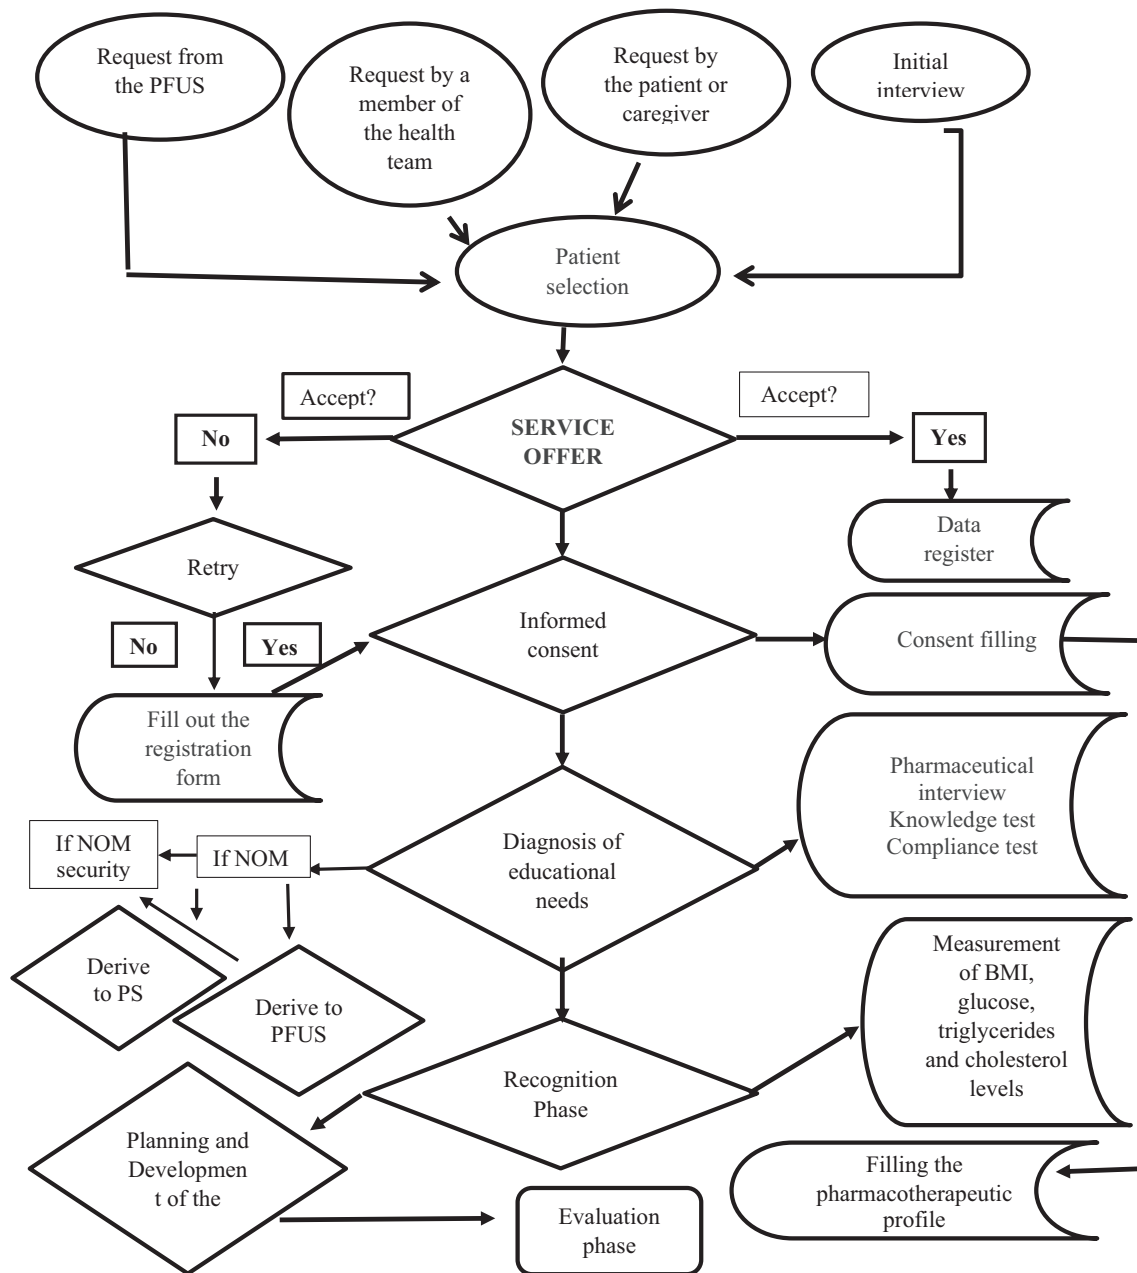 Request from
the PFUS
Request by a
member of
the health
team
Request by
the patient or
caregiver
Initial
interview
Patient
selection
Accept?
Accept?
No
SERVICE
OFFER
Yes
Data
register
Retry
Informed
consent
No
Yes
Consent filling
Fill out the
registration
form
Pharmaceutical
interview
Knowledge test
Compliance test
If NOM
security
If NOM
Diagnosis of
educational
needs
Derive
to PS
Derive to
PFUS
Measurement
of BMI,
glucose,
triglycerides
and cholesterol
levels
Recognition
Phase
Planning and
Developmen
t of the
Filling the
pharmacotherapeutic
profile
Evaluation
phase